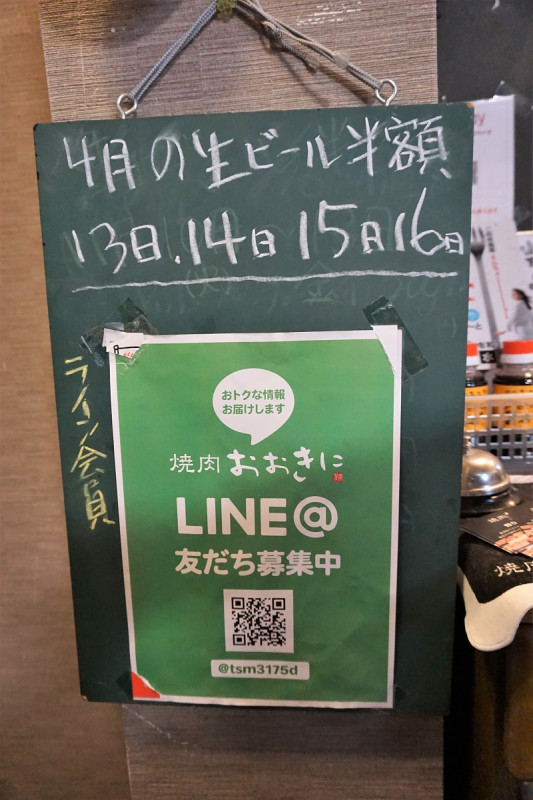 4月の生ビール半額
13日.14日 15日16日
ライン会員
おトクな情報
お届けします
焼肉おおきに
LINE@
友だち募集中
@tsm3175d
焼肉